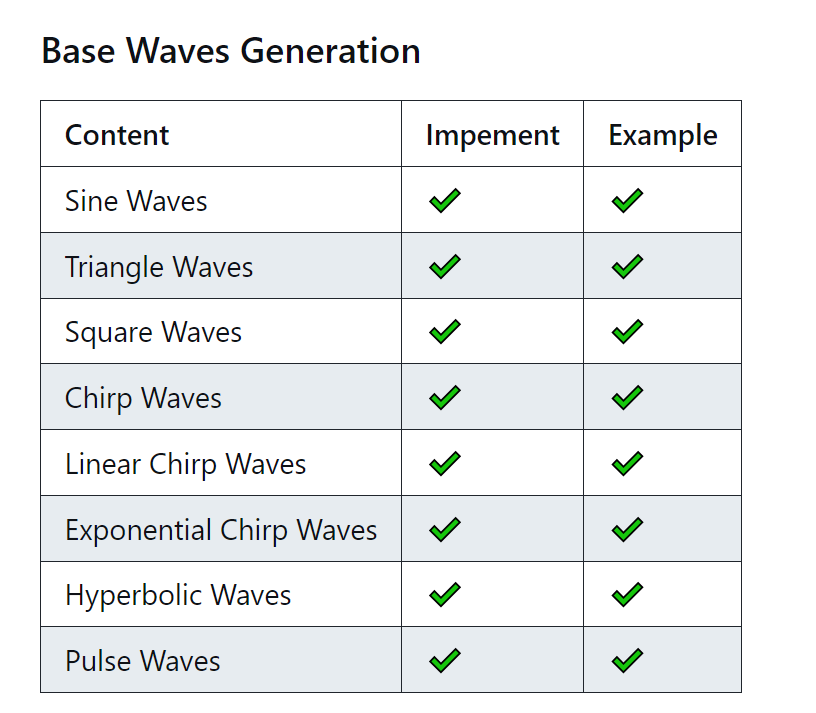 Base Waves Generation
Content Impement Example
Sine Waves ✔ ✔
Triangle Waves ✔ ✔
Square Waves ✔ ✔
Chirp Waves ✔ ✔
Linear Chirp Waves ✔ ✔
Exponential Chirp Waves ✔ ✔
Hyperbolic Waves ✔ ✔
Pulse Waves ✔ ✔